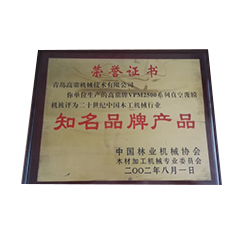 荣誉证书
青岛高鼎机械技术有限公司
你单位生产的高鼎牌VPM2500系列真空覆膜
机被评为二十世纪中国木工机械行业
知名品牌产品
中国林业机械协会
木材加工机械专业委员会
二〇〇二年八月一日